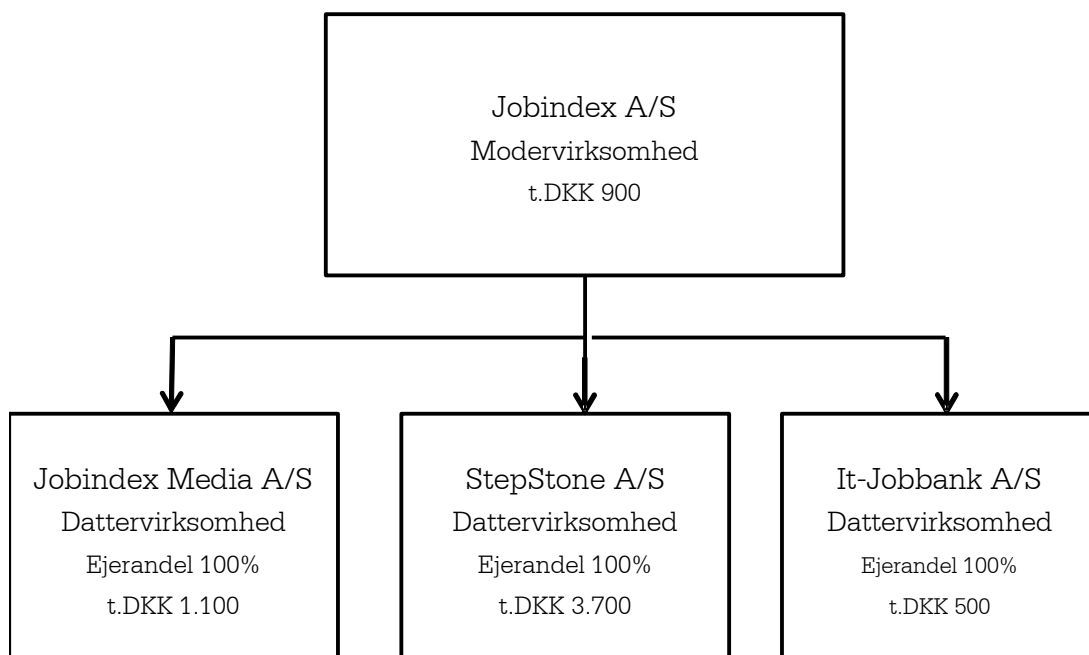 Jobindex A/S
Modervirksomhed
t.DKK 900
Jobindex Media A/S
Dattervirksomhed
Ejerandel 100%
t.DKK 1.100
StepStone A/S
Dattervirksomhed
Ejerandel 100%
t.DKK 3.700
It-Jobbank A/S
Dattervirksomhed
Ejerandel 100%
t.DKK 500